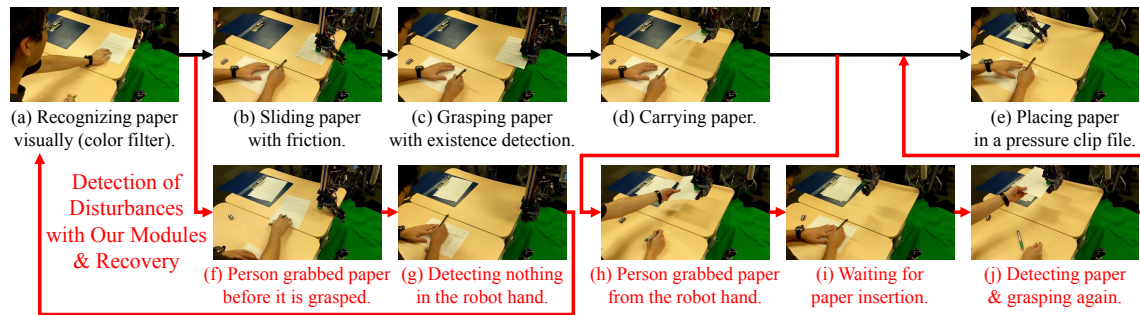 (a) Recognizing paper
visually (color filter).
(b) Sliding paper
with friction.
(c) Grasping paper
with existence detection.
(d) Carrying paper.
(e) Placing paper
in a pressure clip file.
Detection of
Disturbances
with Our Modules
& Recovery
(f) Person grabbed paper
before it is grasped.
(g) Detecting nothing
in the robot hand.
(h) Person grabbed paper
from the robot hand.
(i) Waiting for
paper insertion.
(j) Detecting paper
& grasping again.